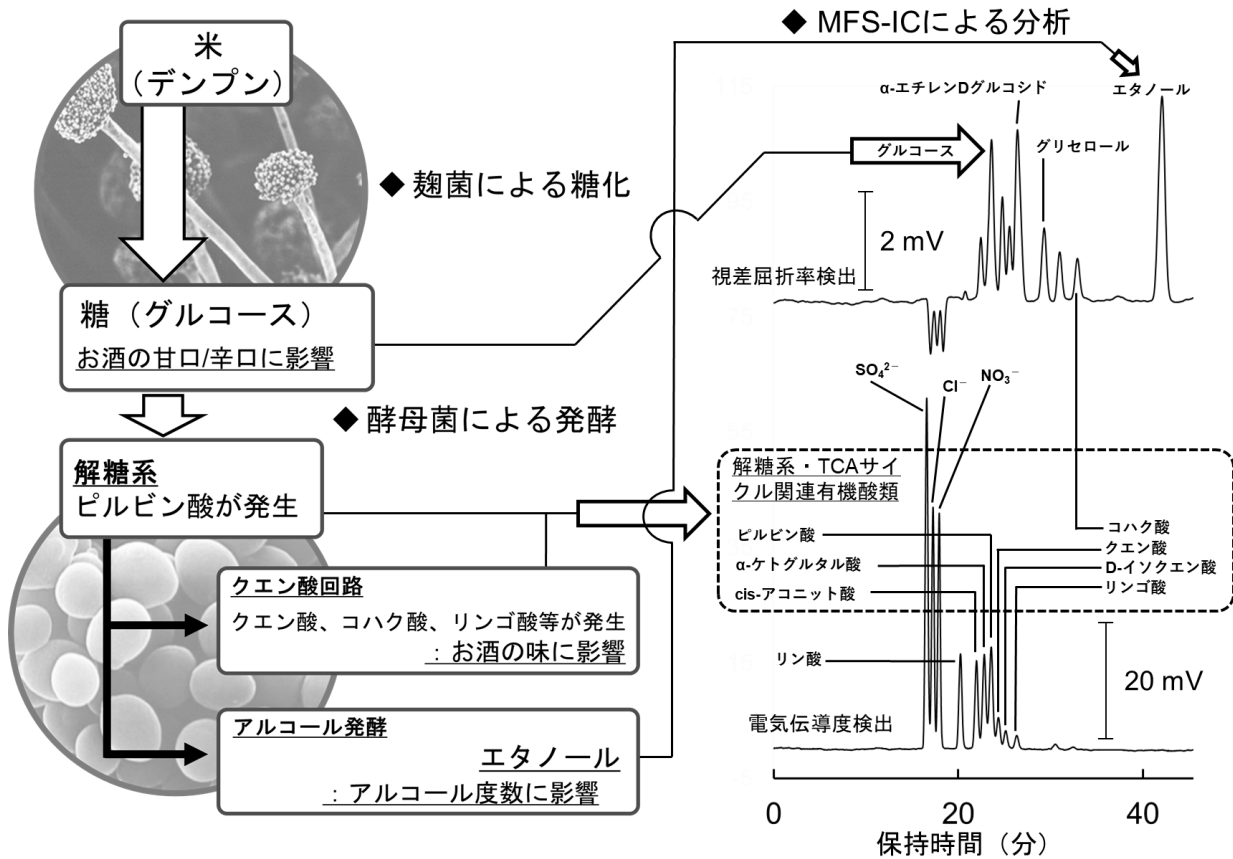 米
（デンプン）
◆ 麹菌による糖化
糖（グルコース）
お酒の甘口/辛口に影響
◆ 酵母菌による発酵
解糖系
ピルビン酸が発生
クエン酸回路
クエン酸、コハク酸、リンゴ酸等が発生
：お酒の味に影響
アルコール発酵
エタノール
：アルコール度数に影響
◆ MFS-ICによる分析
α-エチレンDグルコシド
エタノール
グルコース
グリセロール
2 mV
視差屈折率検出
SO₄²⁻
Cl⁻
NO₃⁻
解糖系・TCAサイ
クル関連有機酸類
ピルビン酸
α-ケトグルタル酸
cis-アコニット酸
コハク酸
クエン酸
D-イソクエン酸
リンゴ酸
リン酸
20 mV
電気伝導度検出
0
20
40
保持時間（分）